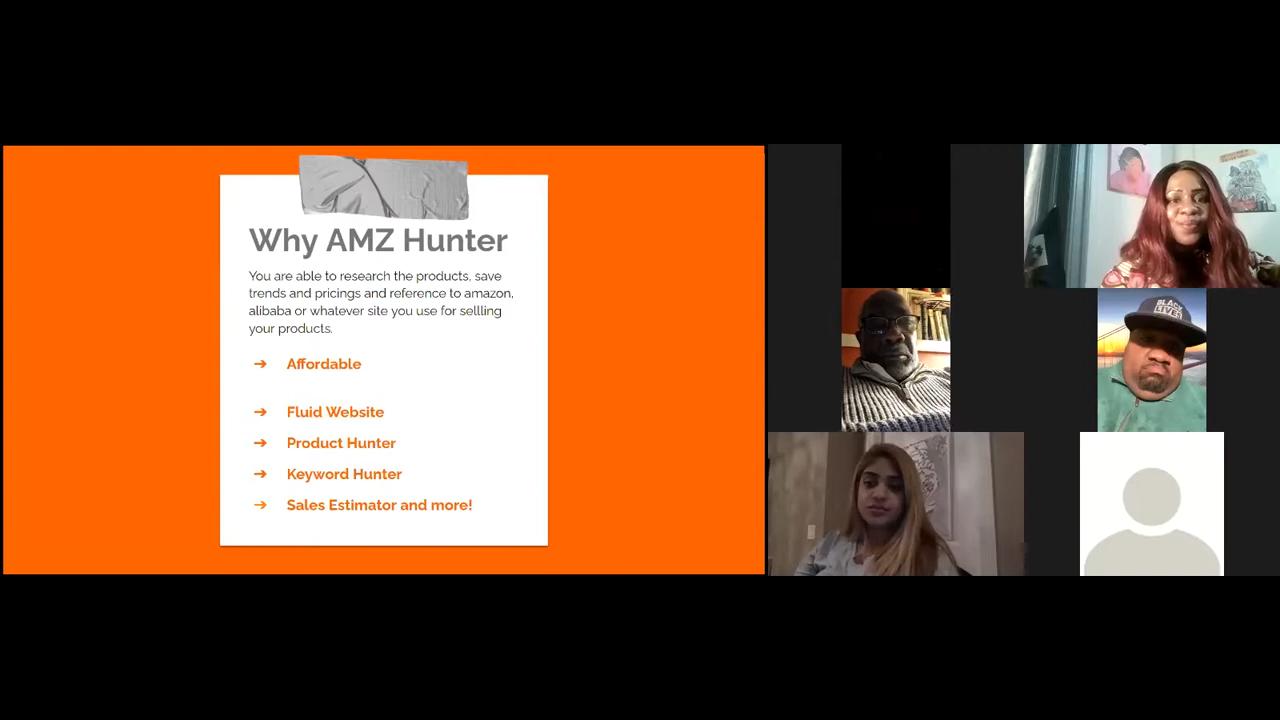 Why AMZ Hunter
You are able to research the products, save
trends and pricings and reference to amazon,
alibaba or whatever site you use for sellling
your products.
➔ Affordable
➔ Fluid Website
➔ Product Hunter
➔ Keyword Hunter
➔ Sales Estimator and more!
BLACK
LIVES